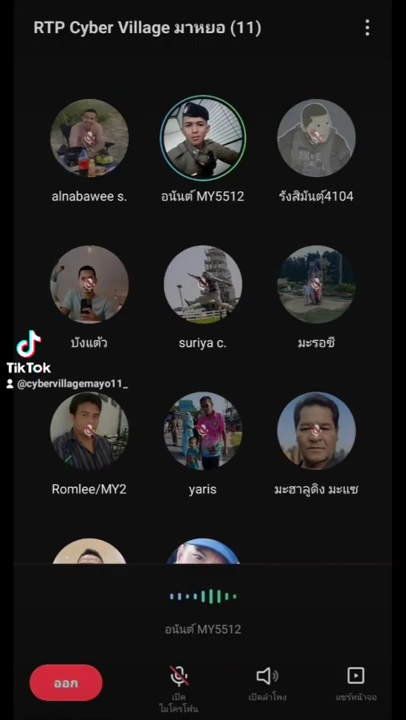 RTP Cyber Village มาหยอ (11)
alnabawee s.
อนันต์ MY5512
รังสิมันตุ์4104
บังแต๋ว
suriya c.
มะรอซี
TikTok
@cybervillagemayo11_
Romlee/MY2
yaris
มะฮาลูดิง มะแซ
อนันต์ MY5512
ออก
เปิด
ไมโครโฟน
เปิดลำโพง
แชร์หน้าจอ